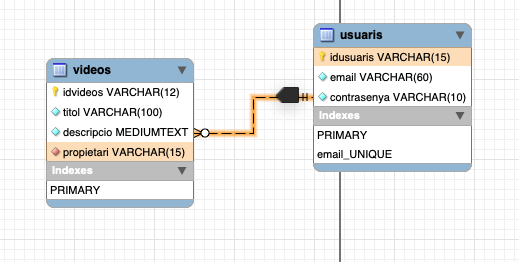 videos
idvideos VARCHAR(12)
titol VARCHAR(100)
descripcio MEDIUMTEXT
propietari VARCHAR(15)
Indexes
PRIMARY
usuaris
idusuaris VARCHAR(15)
email VARCHAR(60)
contrasenya VARCHAR(10)
Indexes
PRIMARY
email_UNIQUE